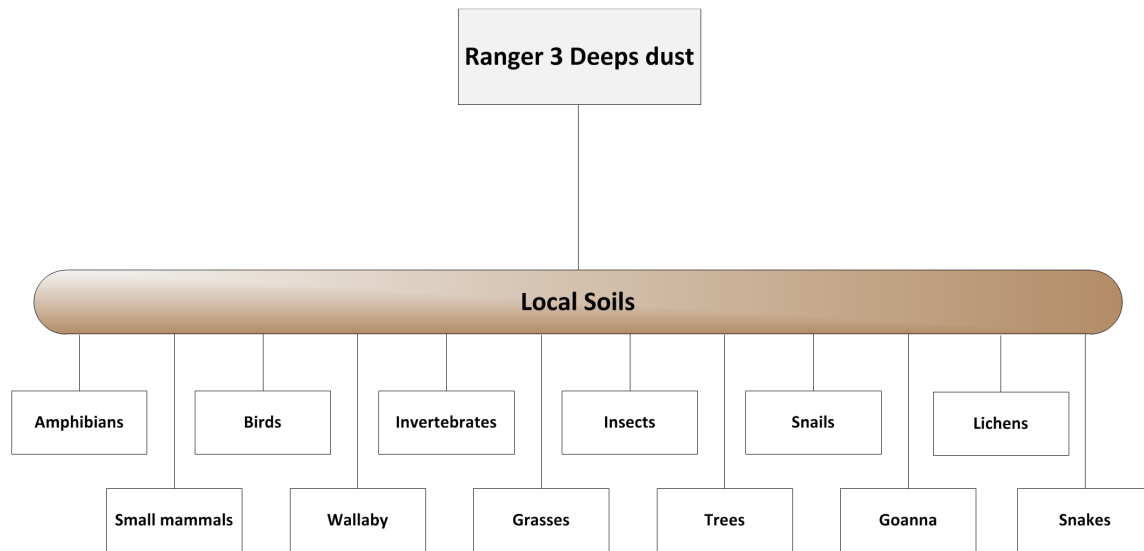 Ranger 3 Deeps dust
Local Soils
Amphibians
Birds
Invertebrates
Insects
Snails
Lichens
Small mammals
Wallaby
Grasses
Trees
Goanna
Snakes